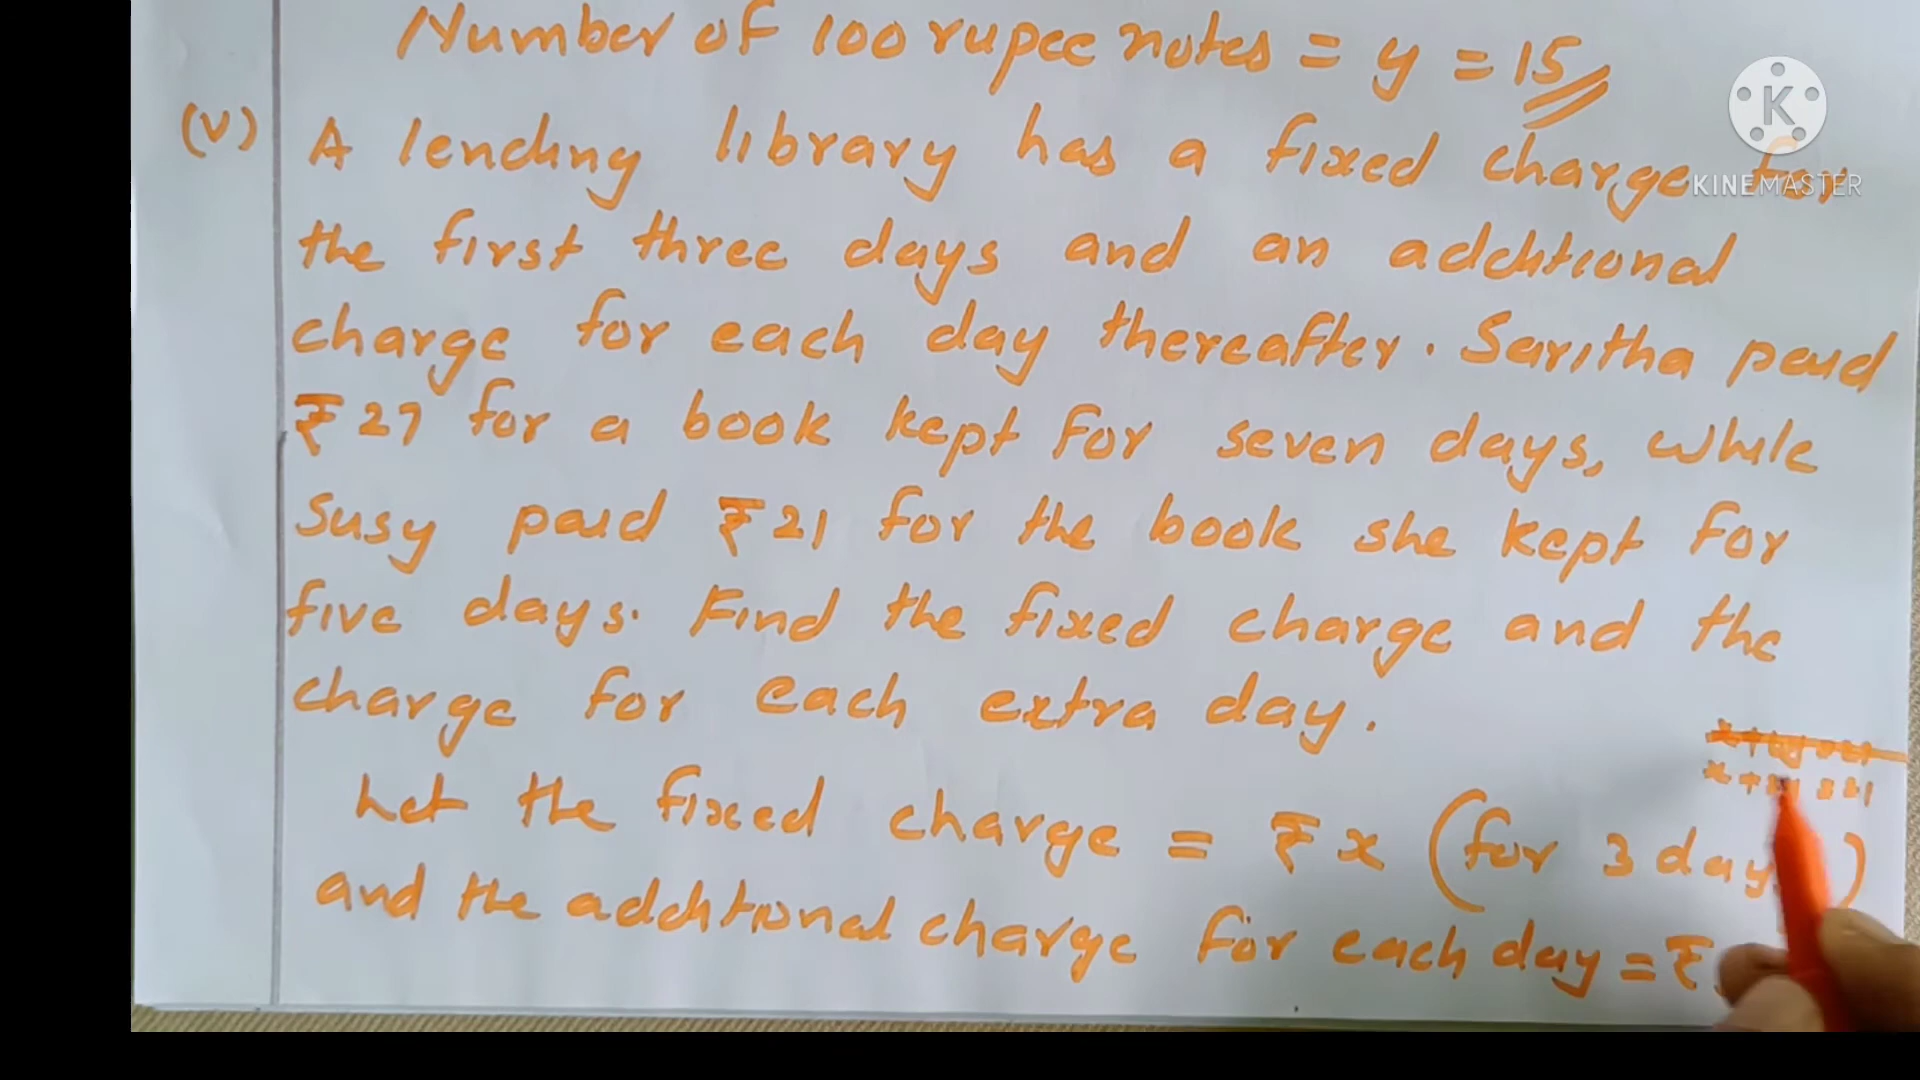 Number of 100 rupee notes = y = 15
(v) A lending library has a fixed charge for
KINEMASTER
the first three days and an additional
charge for each day thereafter. Saritha paid
₹27 for a book kept for seven days, while
Susy paid ₹21 for the book she kept for
five days. Find the fixed charge and the
charge for each extra day.
Let the fixed charge = ₹ x (for 3 days)
and the additional charge for each day = ₹